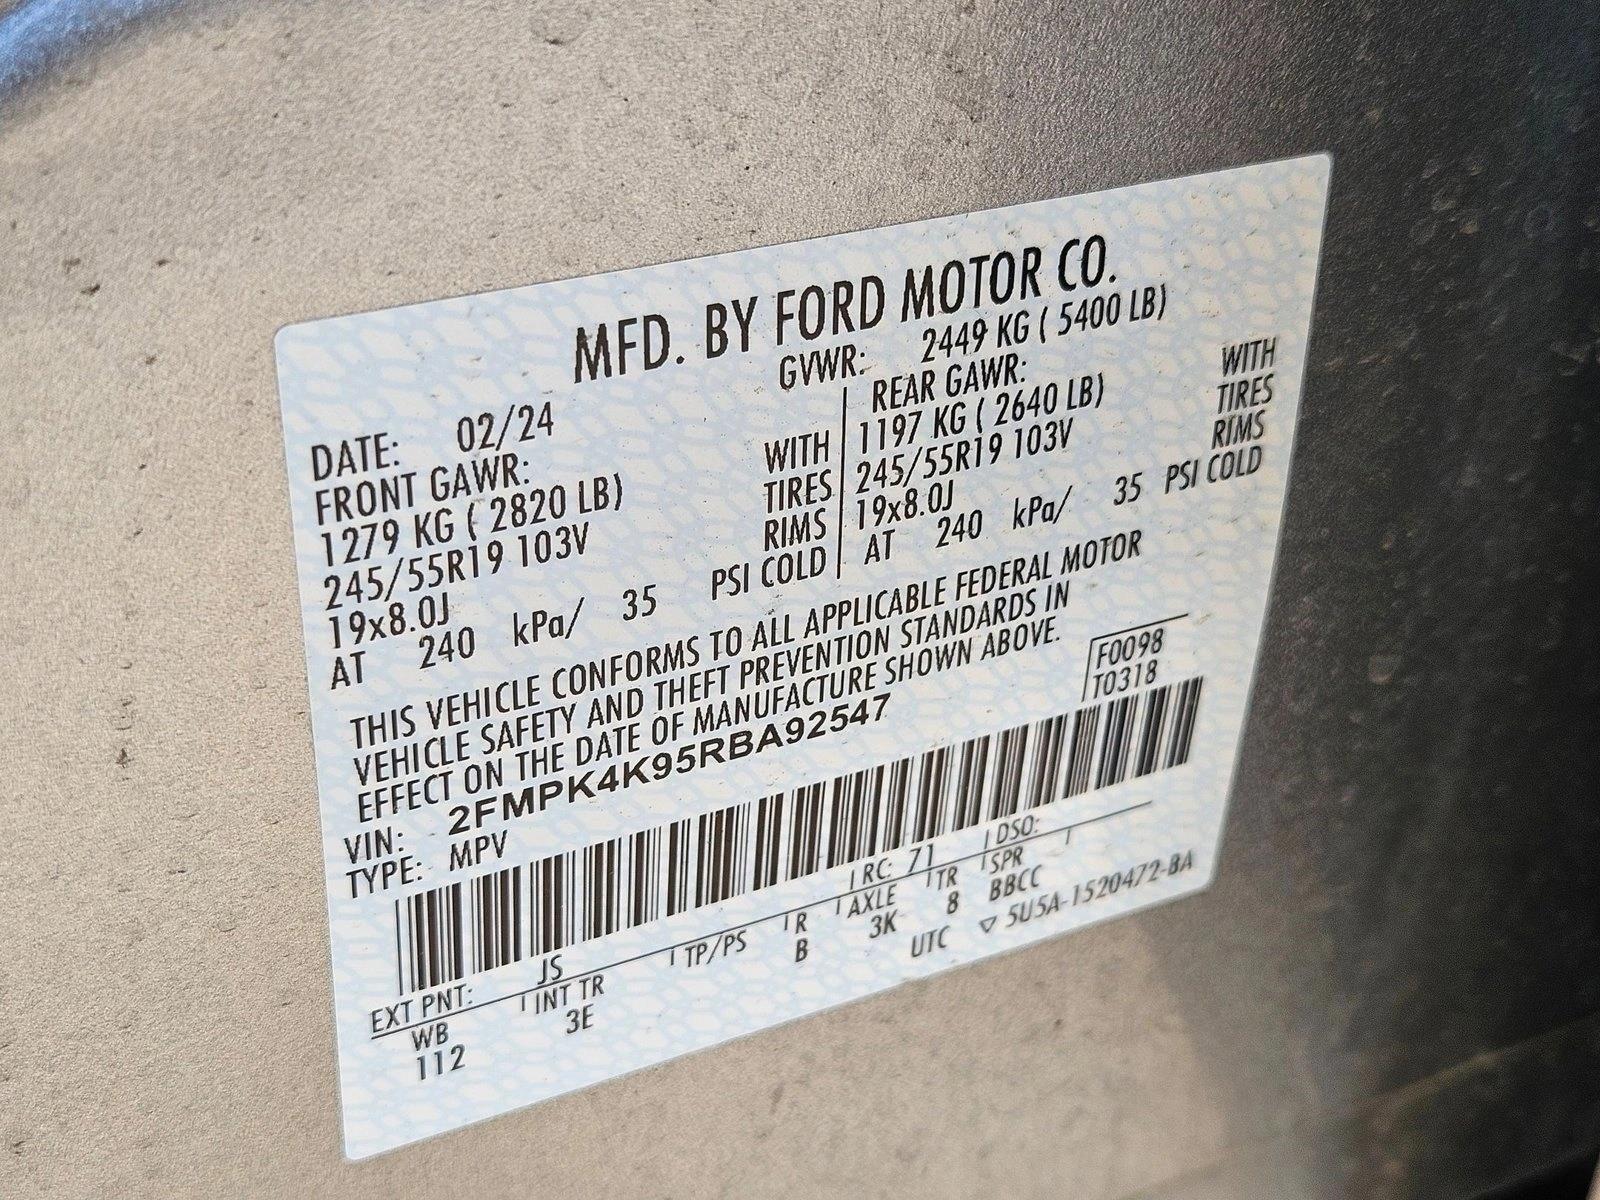 MFD. BY FORD MOTOR CO.
DATE: 02/24 GVWR: 2449 KG ( 5400 LB)
FRONT GAWR: REAR GAWR:
1279 KG ( 2820 LB) WITH 1197 KG ( 2640 LB) WITH
245/55R19 103V TIRES 245/55R19 103V TIRES
19x8.0J RIMS 19x8.0J RIMS
AT 240 kPa/ 35 PSI COLD AT 240 kPa/ 35 PSI COLD
THIS VEHICLE CONFORMS TO ALL APPLICABLE FEDERAL MOTOR
VEHICLE SAFETY AND THEFT PREVENTION STANDARDS IN
EFFECT ON THE DATE OF MANUFACTURE SHOWN ABOVE.
VIN: 2FMPK4K95RBA92547 F0098
TYPE: MPV T0318
EXT PNT: JS RC: 71 DSO:
WB INT TR TP/PS R AXLE TR SPR
112 3E B 3K 8 BBCC
UTC ▽ 5U5A-1520472-BA